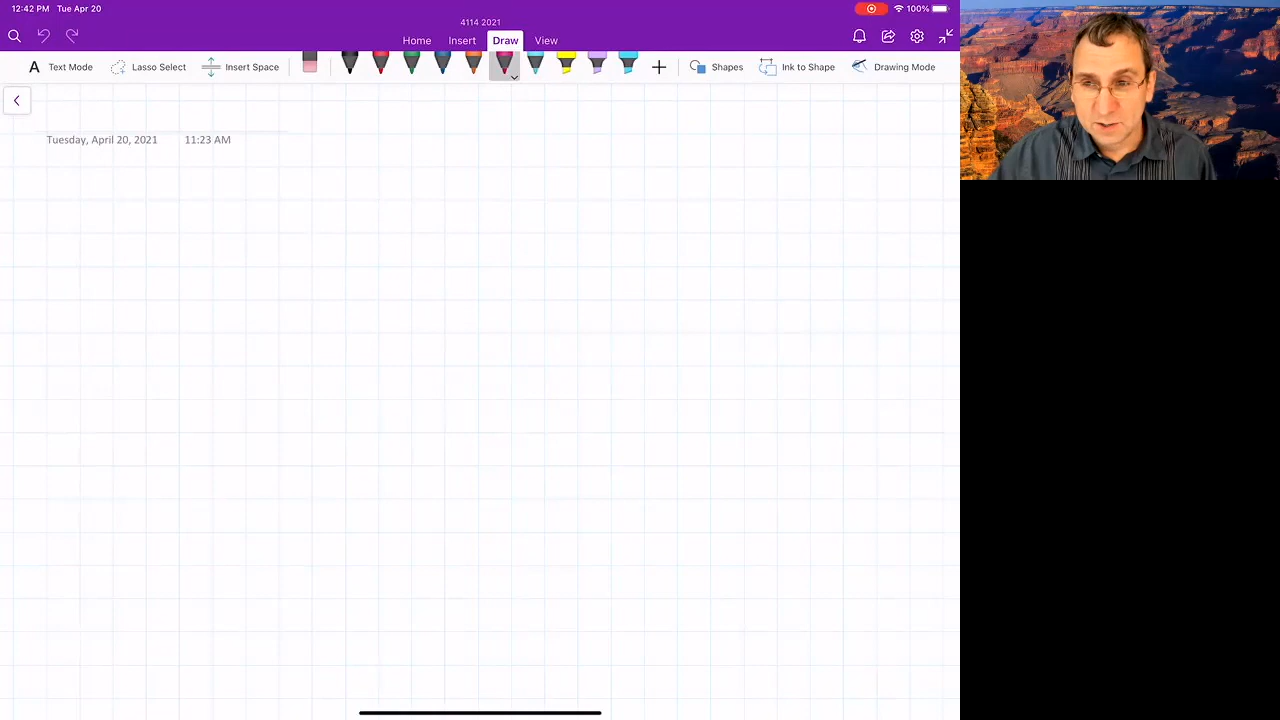 12:42 PM Tue Apr 20 100%
4114 2021
Home Insert Draw View
A Text Mode Lasso Select Insert Space Shapes Ink to Shape Drawing Mode
Tuesday, April 20, 2021 11:23 AM